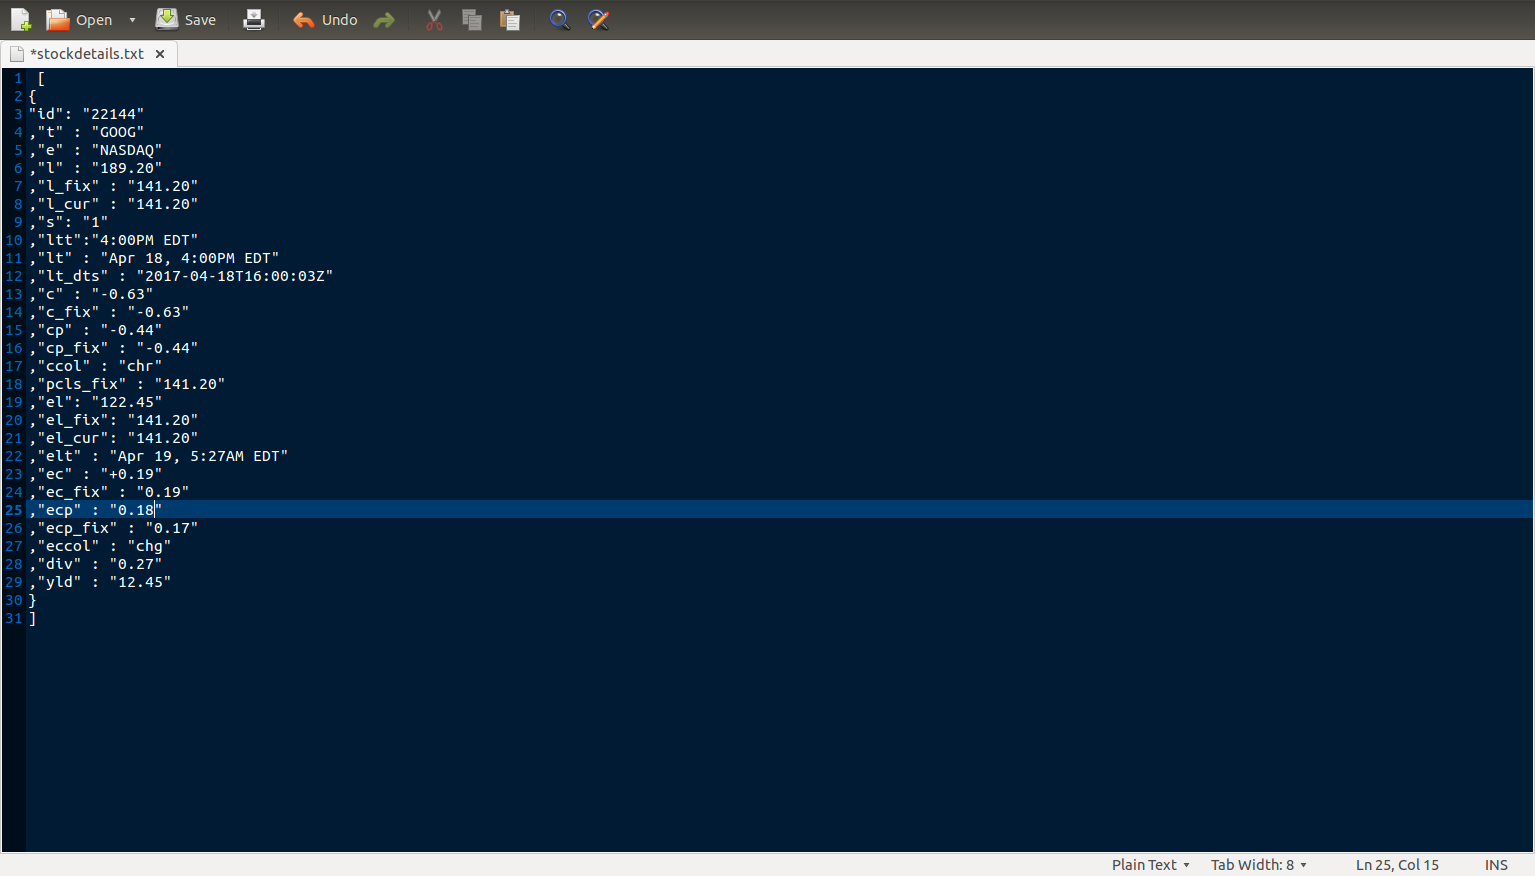 Open Save Undo
*stockdetails.txt
1 [
2 {
3 "id": "22144"
4 ,"t" : "GOOG"
5 ,"e" : "NASDAQ"
6 ,"l" : "189.20"
7 ,"l_fix" : "141.20"
8 ,"l_cur" : "141.20"
9 ,"s": "1"
10 ,"ltt":"4:00PM EDT"
11 ,"lt" : "Apr 18, 4:00PM EDT"
12 ,"lt_dts" : "2017-04-18T16:00:03Z"
13 ,"c" : "-0.63"
14 ,"c_fix" : "-0.63"
15 ,"cp" : "-0.44"
16 ,"cp_fix" : "-0.44"
17 ,"ccol" : "chr"
18 ,"pcls_fix" : "141.20"
19 ,"el": "122.45"
20 ,"el_fix": "141.20"
21 ,"el_cur": "141.20"
22 ,"elt" : "Apr 19, 5:27AM EDT"
23 ,"ec" : "+0.19"
24 ,"ec_fix" : "0.19"
25 ,"ecp" : "0.18"
26 ,"ecp_fix" : "0.17"
27 ,"eccol" : "chg"
28 ,"div" : "0.27"
29 ,"yld" : "12.45"
30 }
31 ]
Plain Text Tab Width: 8 Ln 25, Col 15 INS